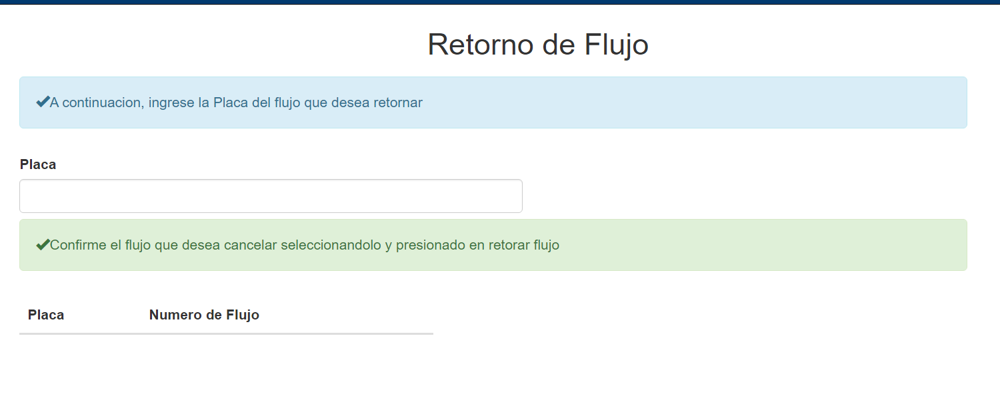 Retorno de Flujo
A continuacion, ingrese la Placa del flujo que desea retornar
Placa
Confirme el flujo que desea cancelar seleccionandolo y presionado en retorar flujo
Placa Numero de Flujo